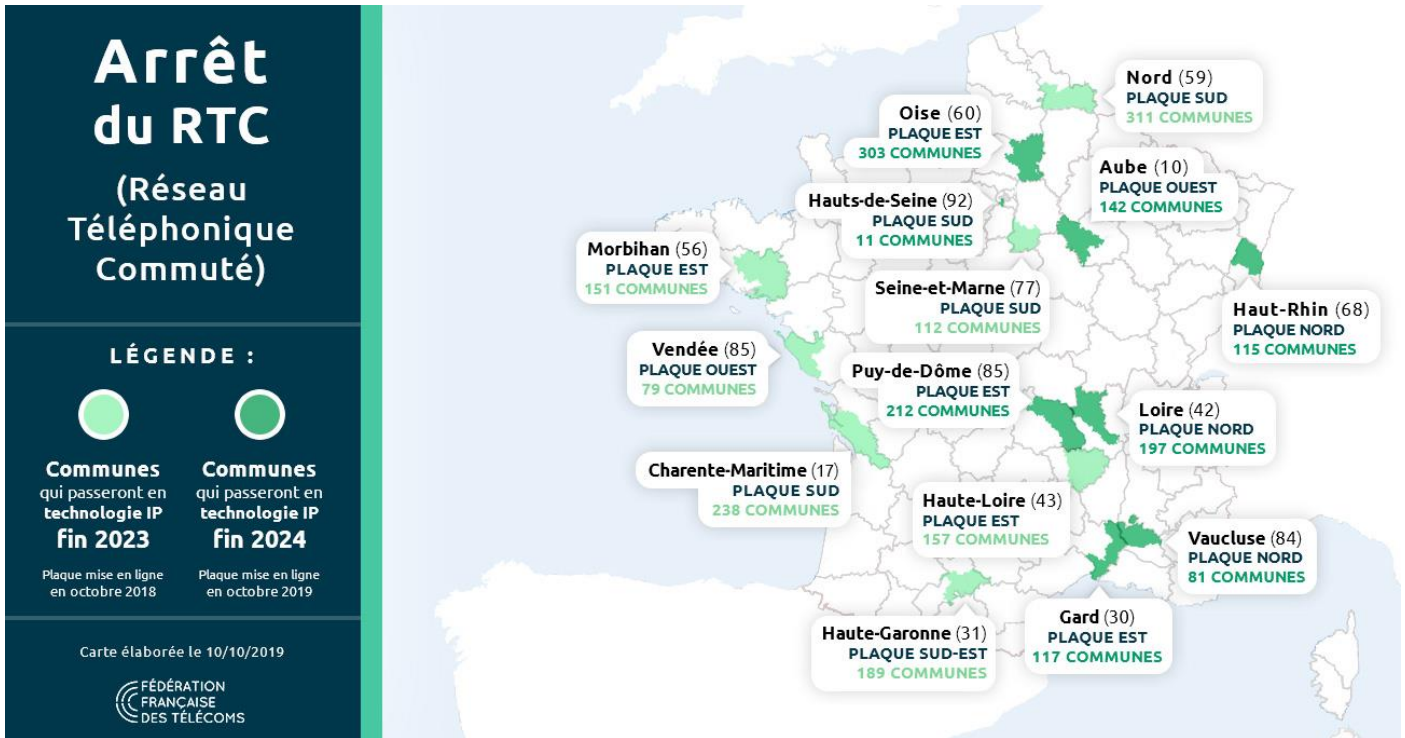 Arrêt
du RTC
(Réseau
Téléphonique
Commuté)
LÉGENDE :
Communes
qui passeront en
technologie IP
fin 2023
Plaque mise en ligne
en octobre 2018
Communes
qui passeront en
technologie IP
fin 2024
Plaque mise en ligne
en octobre 2019
Carte élaborée le 10/10/2019
FÉDÉRATION
FRANÇAISE
DES TÉLÉCOMS
Nord (59)
PLAQUE SUD
311 COMMUNES
Oise (60)
PLAQUE EST
303 COMMUNES
Aube (10)
PLAQUE OUEST
142 COMMUNES
Hauts-de-Seine (92)
PLAQUE SUD
11 COMMUNES
Morbihan (56)
PLAQUE EST
151 COMMUNES
Seine-et-Marne (77)
PLAQUE SUD
112 COMMUNES
Haut-Rhin (68)
PLAQUE NORD
115 COMMUNES
Vendée (85)
PLAQUE OUEST
79 COMMUNES
Puy-de-Dôme (85)
PLAQUE EST
212 COMMUNES
Loire (42)
PLAQUE NORD
197 COMMUNES
Charente-Maritime (17)
PLAQUE SUD
238 COMMUNES
Haute-Loire (43)
PLAQUE EST
157 COMMUNES
Vaucluse (84)
PLAQUE NORD
81 COMMUNES
Gard (30)
PLAQUE EST
117 COMMUNES
Haute-Garonne (31)
PLAQUE SUD-EST
189 COMMUNES